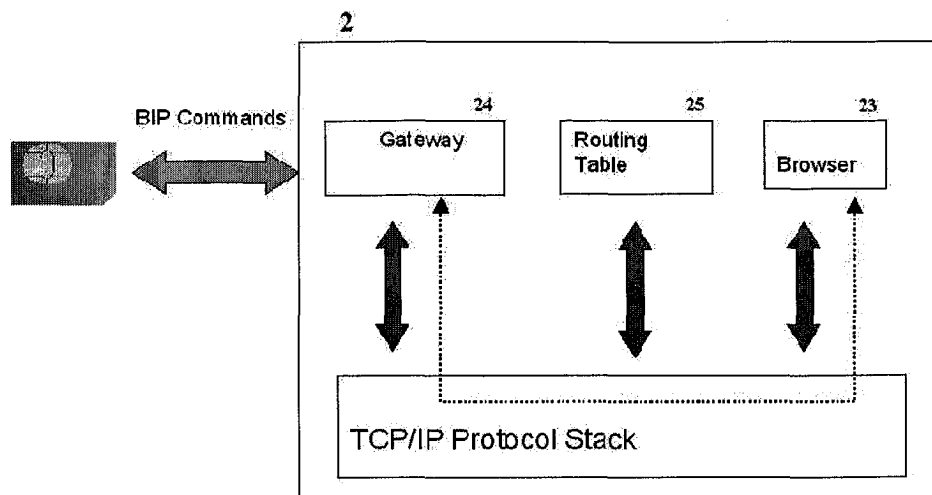 2
BIP Commands
24
25
23
Gateway
Routing
Table
Browser
TCP/IP Protocol Stack